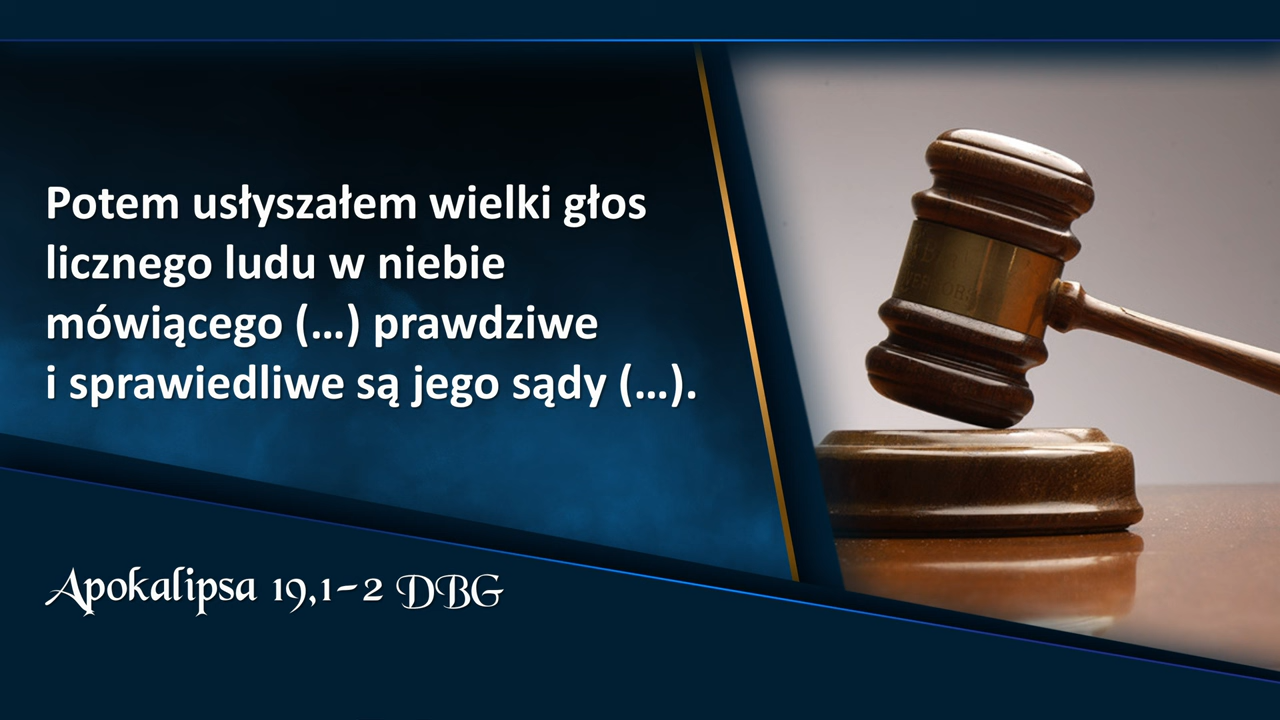 Potem usłyszałem wielki głos
licznego ludu w niebie
mówiącego (...) prawdziwe
i sprawiedliwe są jego sądy (...).
Apokalipsa 19,1-2 DBG